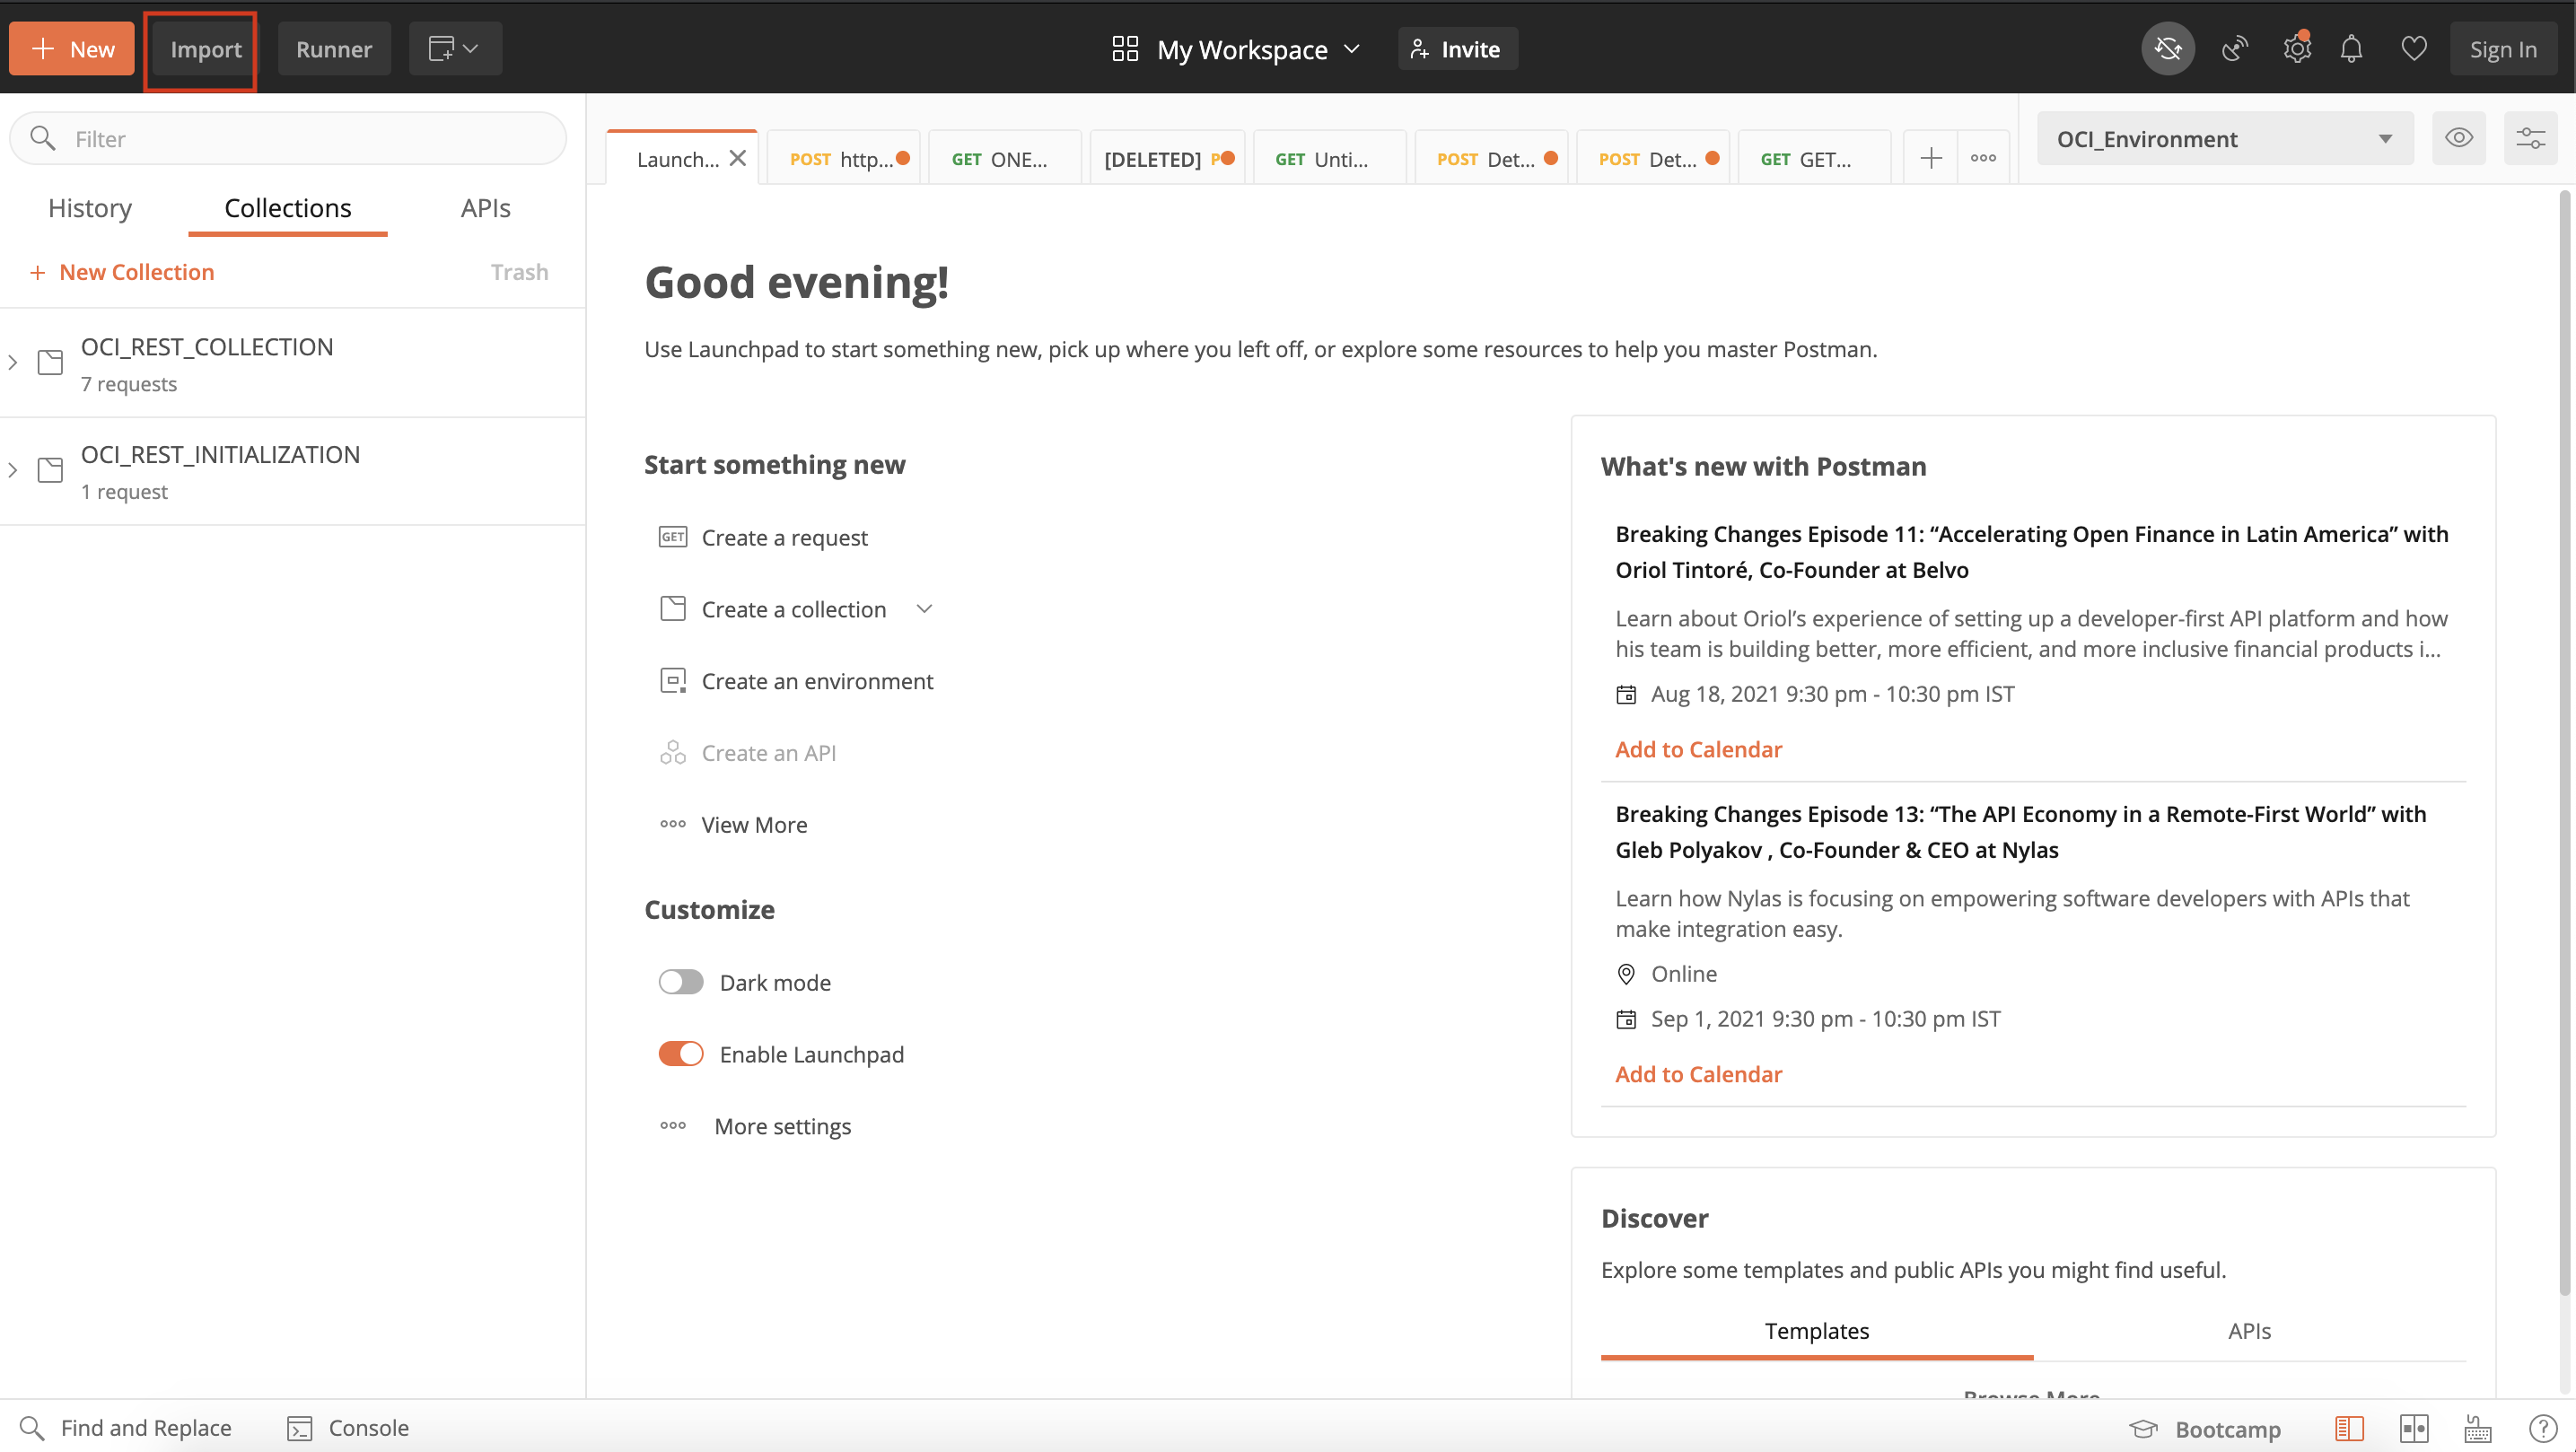 New
Import
Runner
My Workspace
Invite
Sign In
Filter
History
Collections
APIs
+ New Collection
Trash
OCI_REST_COLLECTION
7 requests
OCI_REST_INITIALIZATION
1 request
Launch...
POST http...
GET ONE...
[DELETED] P
GET Unti...
POST Det...
POST Det...
GET GET...
OCI_Environment
Good evening!
Use Launchpad to start something new, pick up where you left off, or explore some resources to help you master Postman.
Start something new
GET Create a request
Create a collection
Create an environment
Create an API
View More
Customize
Dark mode
Enable Launchpad
More settings
What's new with Postman
Breaking Changes Episode 11: “Accelerating Open Finance in Latin America” with
Oriol Tintoré, Co-Founder at Belvo
Learn about Oriol’s experience of setting up a developer-first API platform and how
his team is building better, more efficient, and more inclusive financial products i...
Aug 18, 2021 9:30 pm - 10:30 pm IST
Add to Calendar
Breaking Changes Episode 13: “The API Economy in a Remote-First World” with
Gleb Polyakov , Co-Founder & CEO at Nylas
Learn how Nylas is focusing on empowering software developers with APIs that
make integration easy.
Online
Sep 1, 2021 9:30 pm - 10:30 pm IST
Add to Calendar
Discover
Explore some templates and public APIs you might find useful.
Templates
APIs
Browse More
Find and Replace
Console
Bootcamp